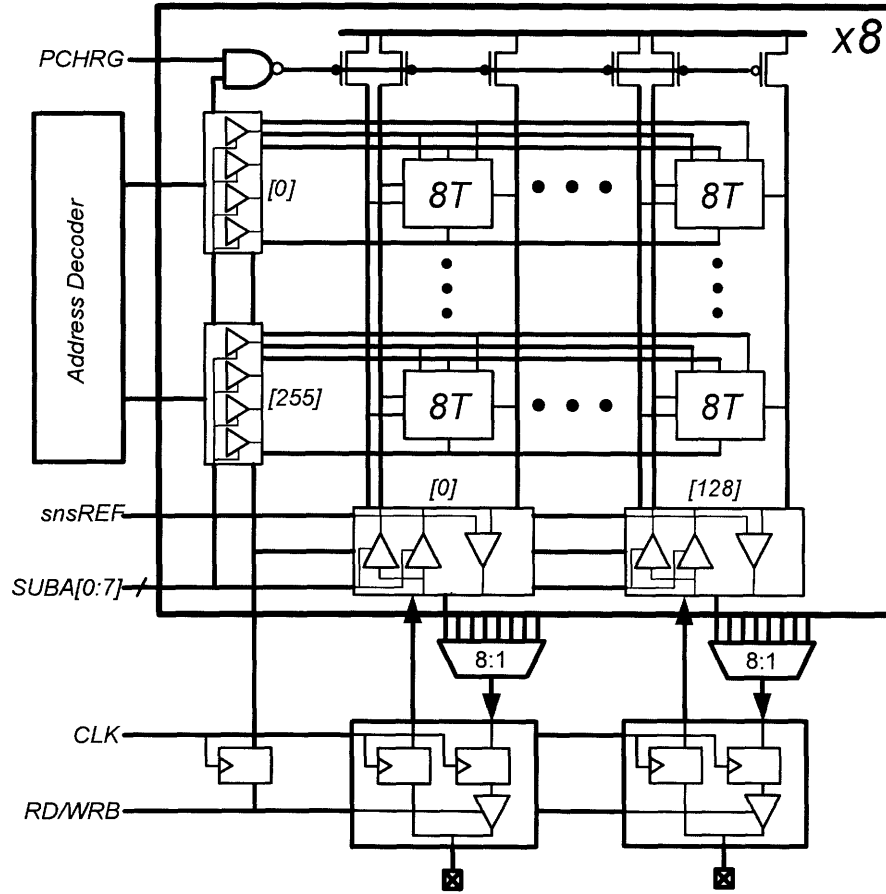 x8
PCHRG
[0]
8T
8T
Address Decoder
[255]
8T
8T
[0]
[128]
snsREF
SUBA[0:7]
8:1
8:1
CLK
RD/WRB